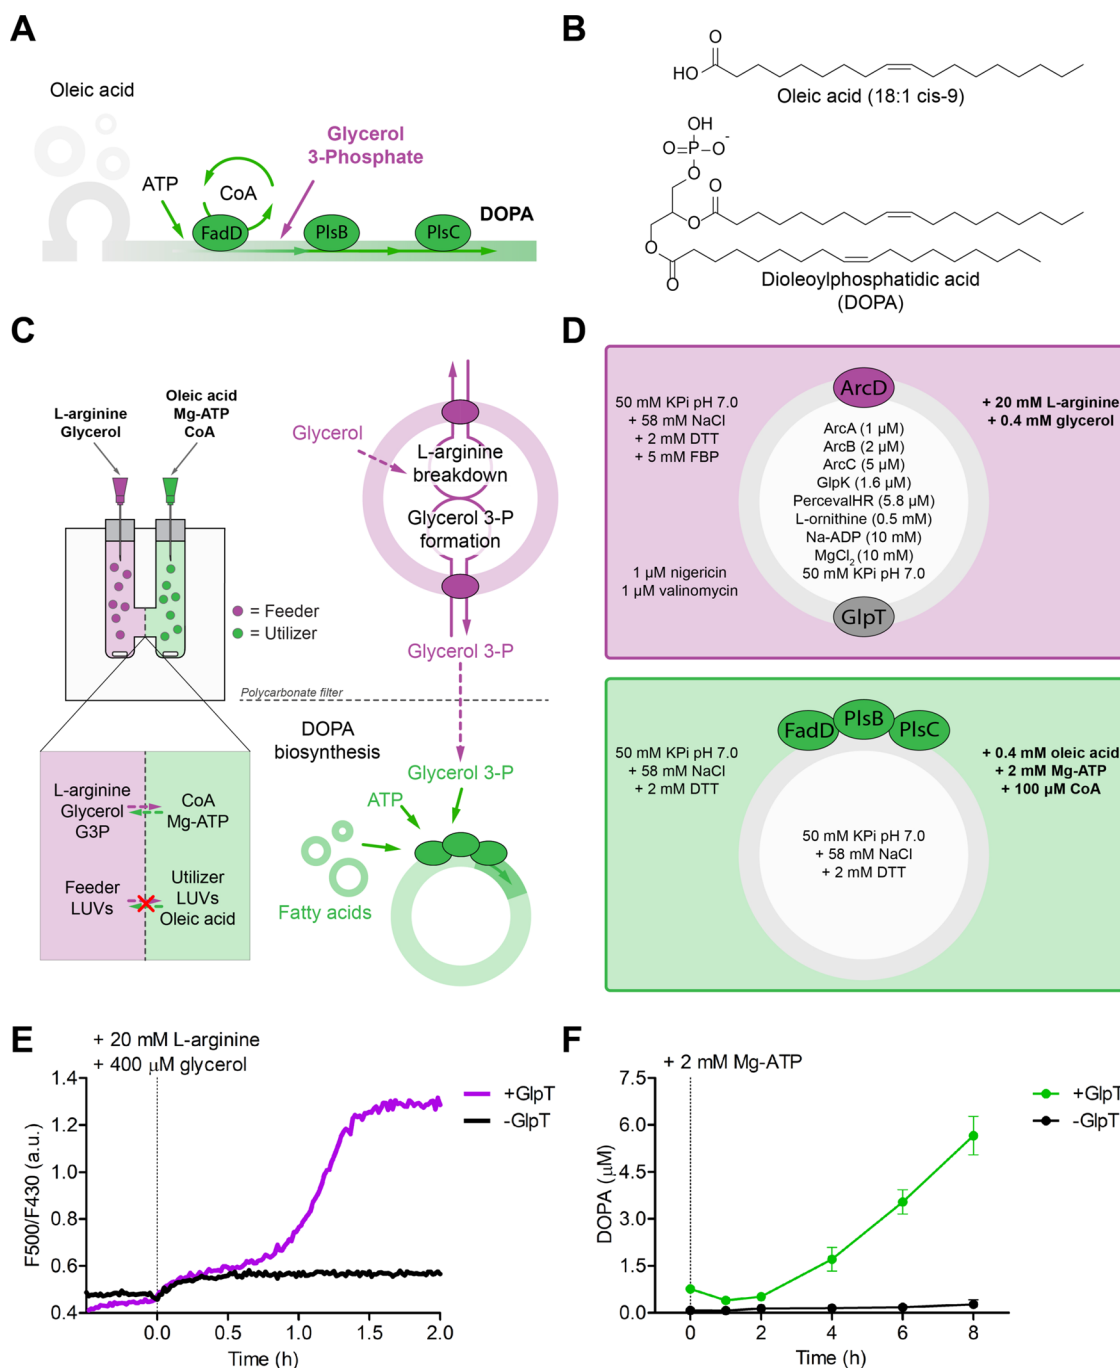 A
Oleic acid
Glycerol
3-Phosphate
ATP
CoA
DOPA
FadD
PlsB
PlsC
B
O
HO
Oleic acid (18:1 cis-9)
OH
O=P-O-
O
O
O
O
O
Dioleoylphosphatidic acid
(DOPA)
C
L-arginine
Glycerol
Oleic acid
Mg-ATP
CoA
= Feeder
= Utilizer
Glycerol
L-arginine
breakdown
Glycerol 3-P
formation
Glycerol 3-P
Polycarbonate filter
DOPA
biosynthesis
Glycerol 3-P
ATP
Fatty acids
L-arginine
Glycerol
G3P
CoA
Mg-ATP
Feeder
LUVs
Utilizer
LUVs
Oleic acid
D
ArcD
50 mM KPi pH 7.0
+ 58 mM NaCl
+ 2 mM DTT
+ 5 mM FBP
+ 20 mM L-arginine
+ 0.4 mM glycerol
ArcA (1 µM)
ArcB (2 µM)
ArcC (5 µM)
GlpK (1.6 µM)
PercevalHR (5.8 µM)
L-ornithine (0.5 mM)
Na-ADP (10 mM)
MgCl2 (10 mM)
50 mM KPi pH 7.0
1 µM nigericin
1 µM valinomycin
GlpT
FadD
PlsB
PlsC
50 mM KPi pH 7.0
+ 58 mM NaCl
+ 2 mM DTT
+ 0.4 mM oleic acid
+ 2 mM Mg-ATP
+ 100 µM CoA
50 mM KPi pH 7.0
+ 58 mM NaCl
+ 2 mM DTT
E
+ 20 mM L-arginine
+ 400 µM glycerol
1.4
1.2
1.0
0.8
0.6
0.4
F500/F430 (a.u.)
0.0
0.5
1.0
1.5
2.0
Time (h)
+GlpT
-GlpT
F
+ 2 mM Mg-ATP
7.5
6.0
4.5
3.0
1.5
0.0
DOPA (µM)
0
2
4
6
8
Time (h)
+GlpT
-GlpT